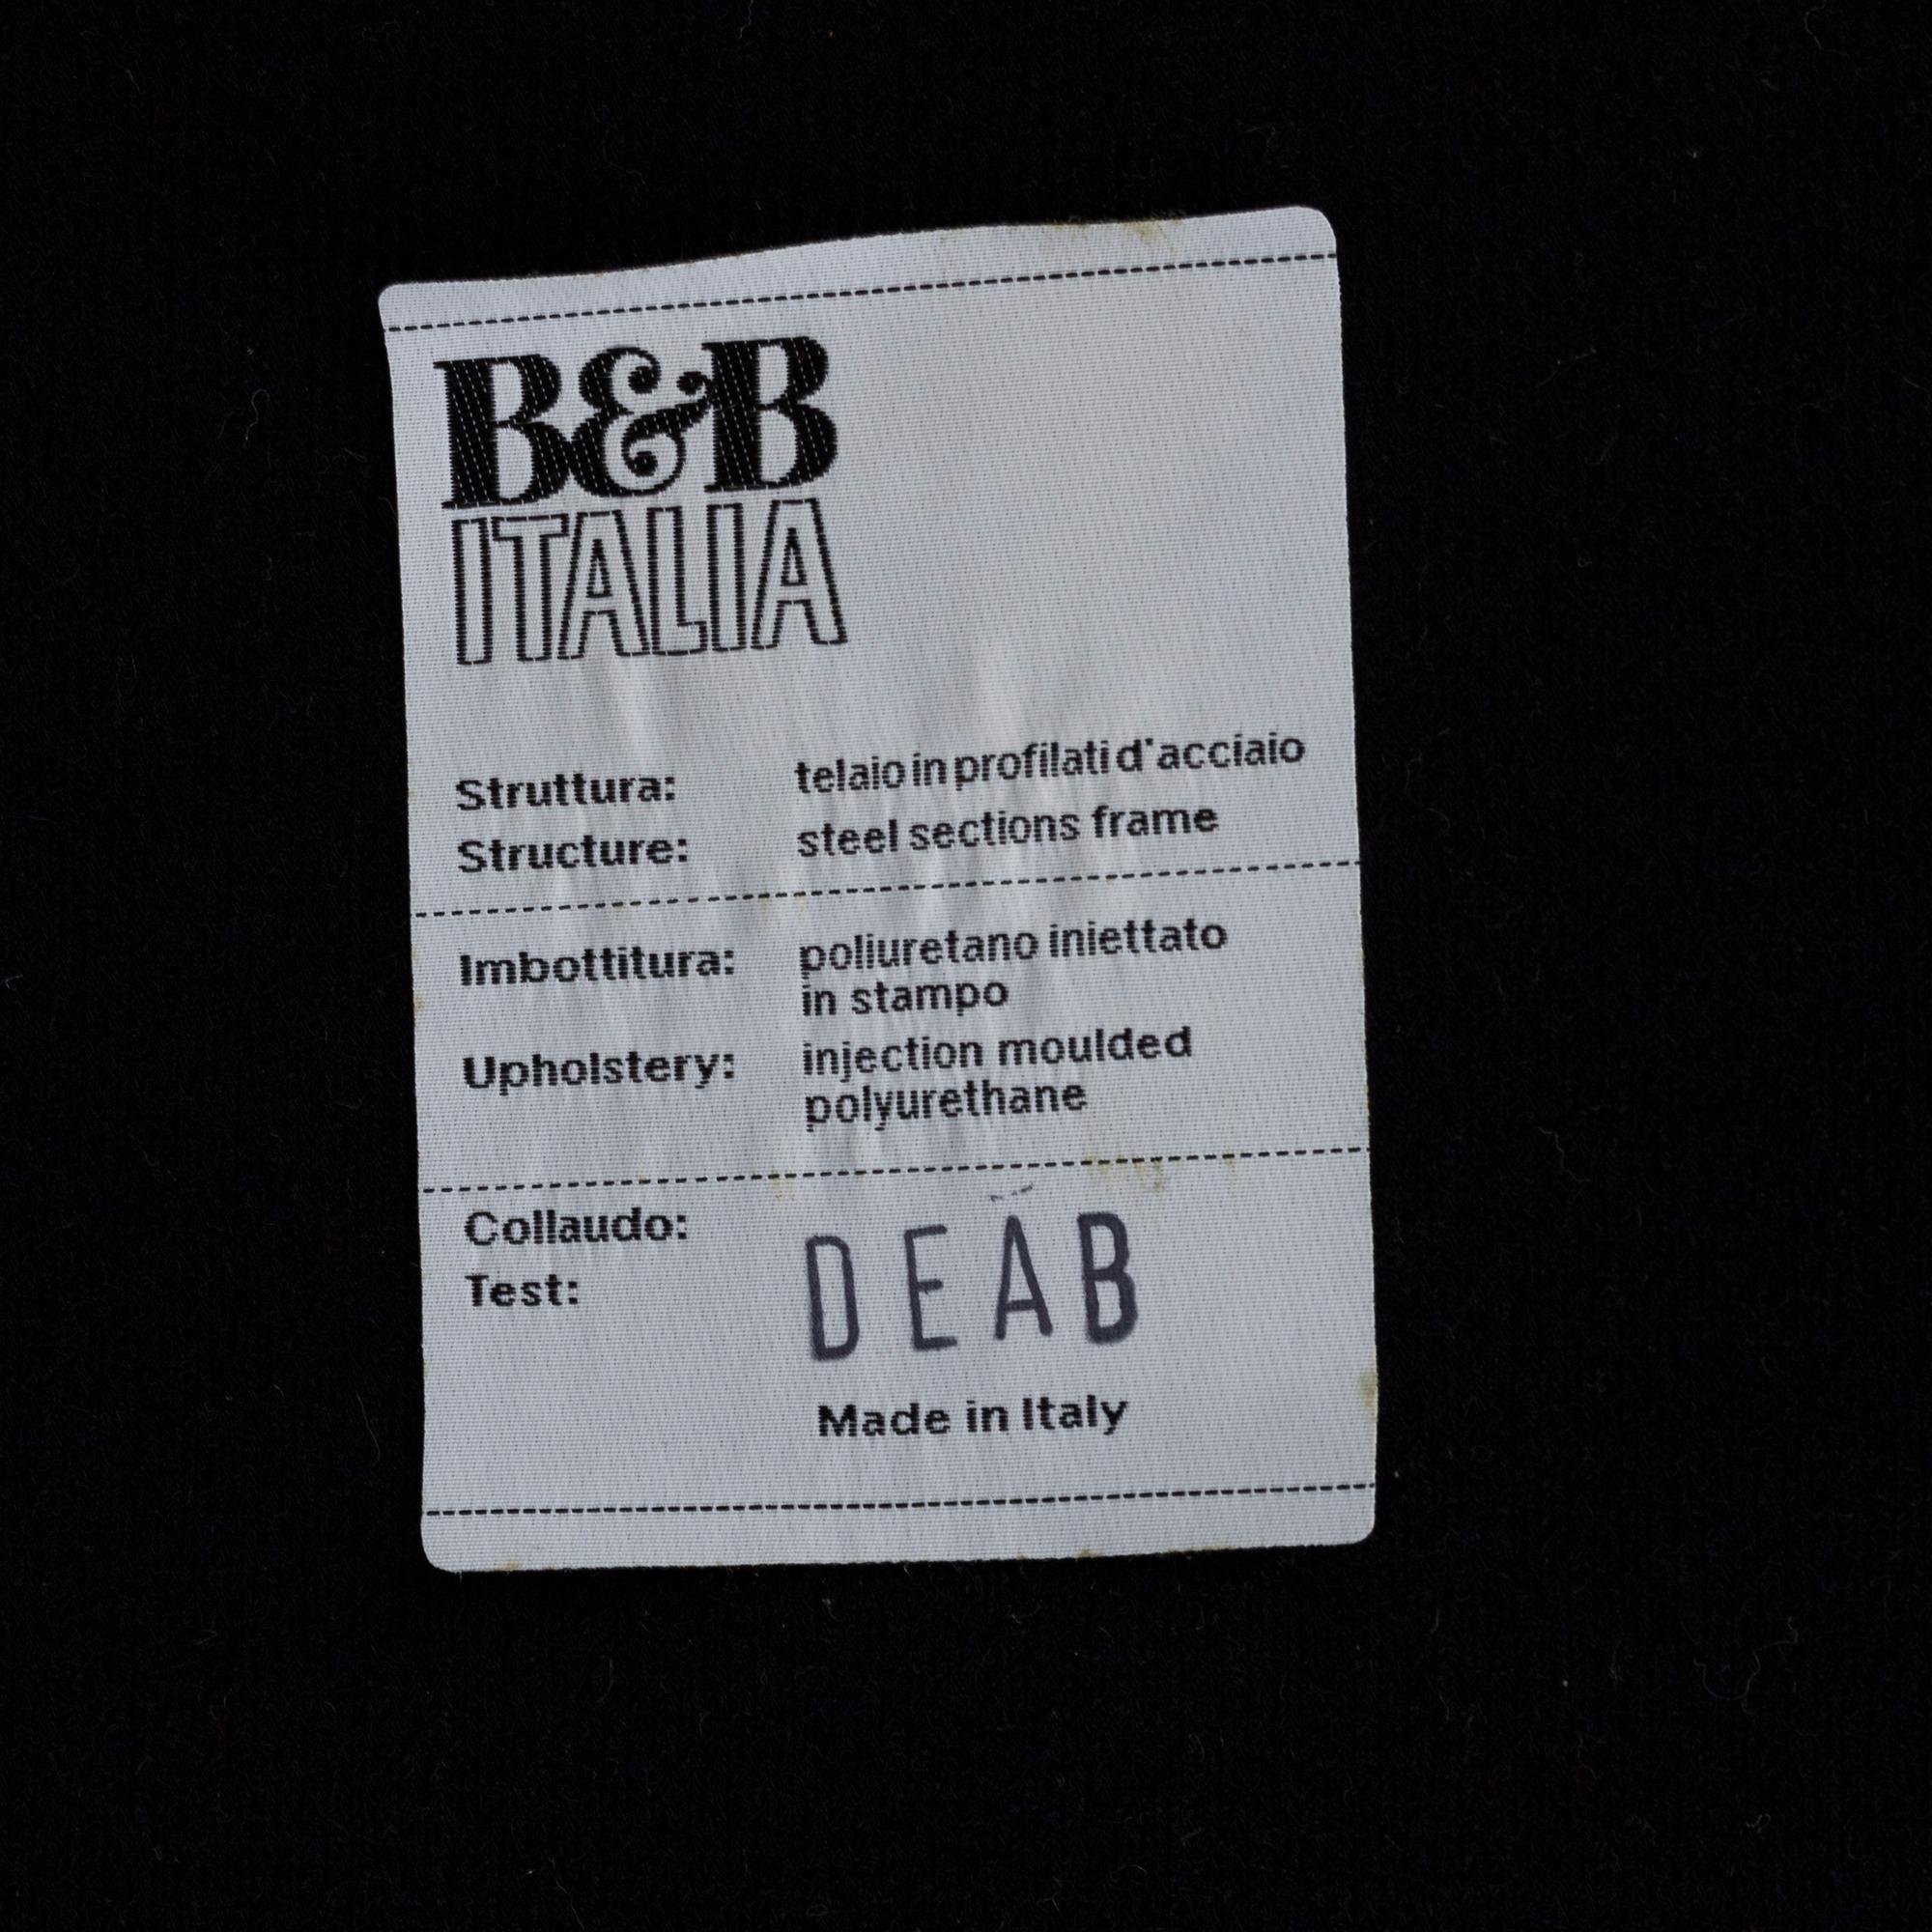 B&B
ITALIA
Struttura: telaio in profilati d'acciaio
Structure: steel sections frame
Imbottitura: poliuretano iniettato
in stampo
Upholstery: injection moulded
polyurethane
Collaudo:
Test:
DEAB
Made in Italy